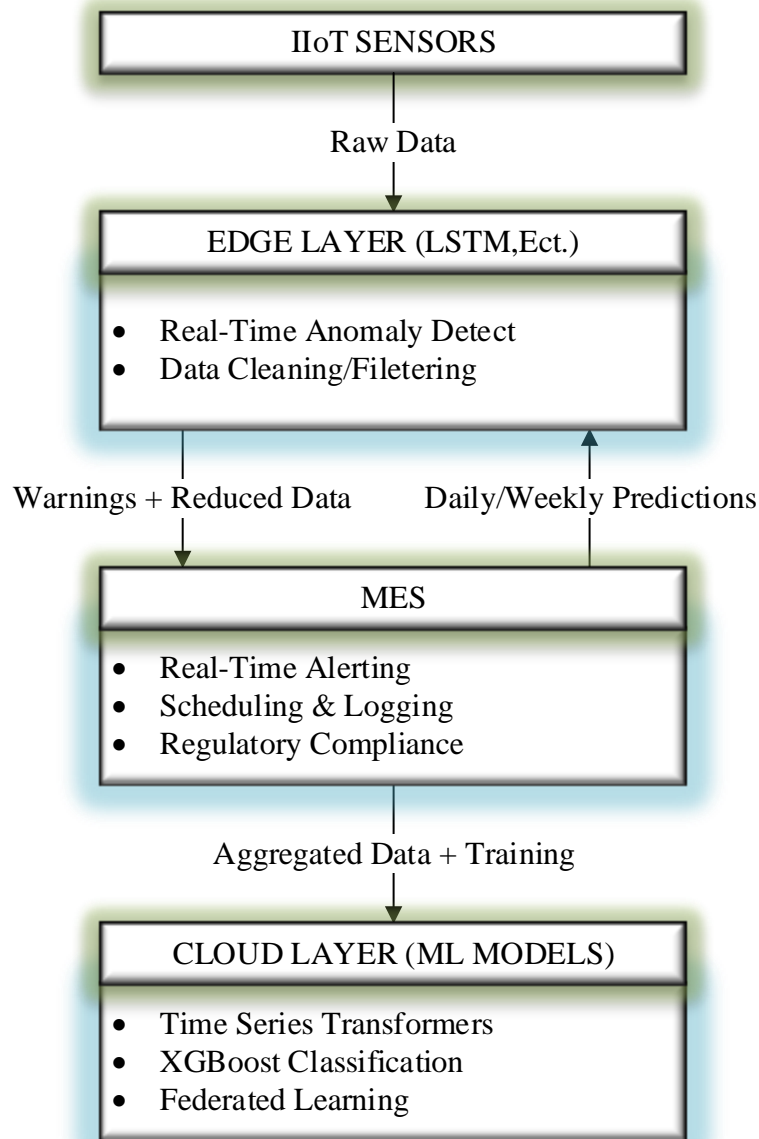 IIoT SENSORS
Raw Data
EDGE LAYER (LSTM,Ect.)
• Real-Time Anomaly Detect
• Data Cleaning/Filetering
Warnings + Reduced Data
Daily/Weekly Predictions
MES
• Real-Time Alerting
• Scheduling & Logging
• Regulatory Compliance
Aggregated Data + Training
CLOUD LAYER (ML MODELS)
• Time Series Transformers
• XGBoost Classification
• Federated Learning